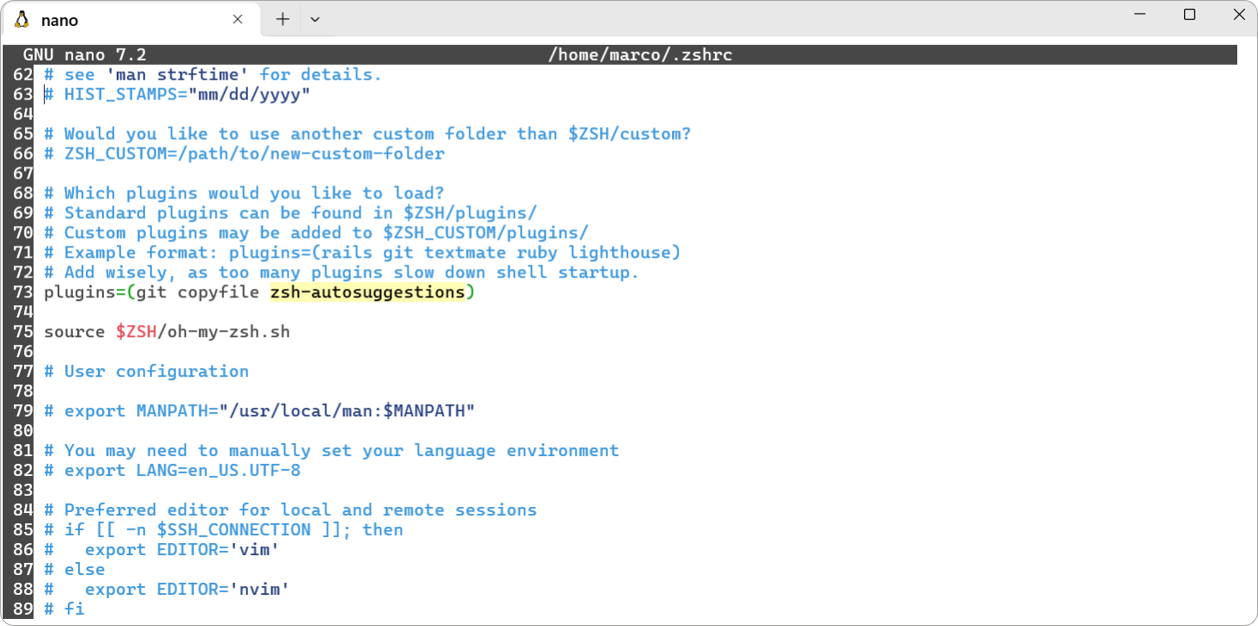 nano
GNU nano 7.2 /home/marco/.zshrc
62 # see 'man strftime' for details.
63 # HIST_STAMPS="mm/dd/yyyy"
64
65 # Would you like to use another custom folder than $ZSH/custom?
66 # ZSH_CUSTOM=/path/to/new-custom-folder
67
68 # Which plugins would you like to load?
69 # Standard plugins can be found in $ZSH/plugins/
70 # Custom plugins may be added to $ZSH_CUSTOM/plugins/
71 # Example format: plugins=(rails git textmate ruby lighthouse)
72 # Add wisely, as too many plugins slow down shell startup.
73 plugins=(git copyfile zsh-autosuggestions)
74
75 source $ZSH/oh-my-zsh.sh
76
77 # User configuration
78
79 # export MANPATH="/usr/local/man:$MANPATH"
80
81 # You may need to manually set your language environment
82 # export LANG=en_US.UTF-8
83
84 # Preferred editor for local and remote sessions
85 # if [[ -n $SSH_CONNECTION ]]; then
86 #   export EDITOR='vim'
87 # else
88 #   export EDITOR='nvim'
89 # fi